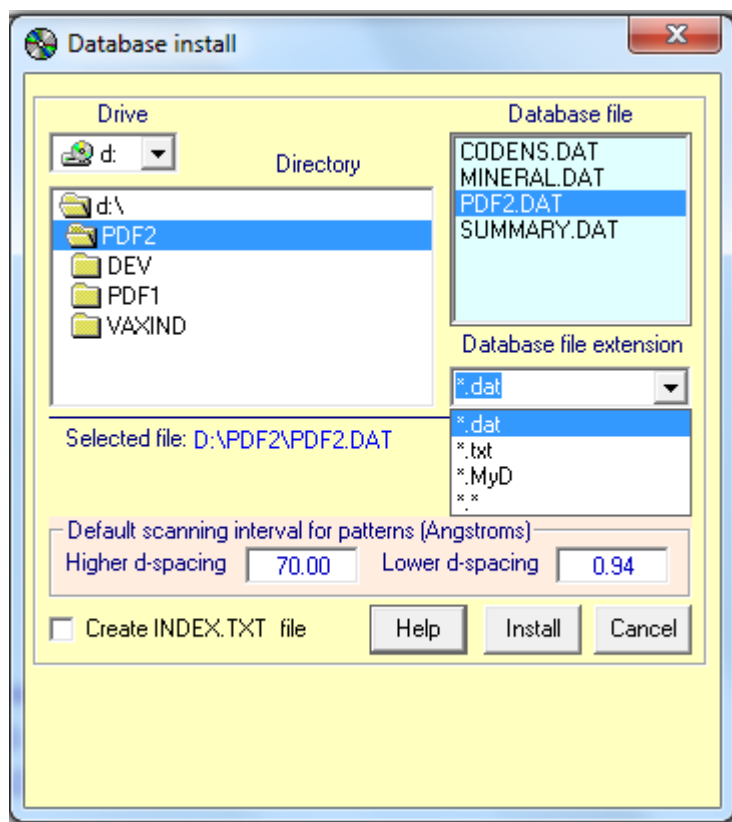 Database install
Drive
d:
Directory
d:\
PDF2
DEV
PDF1
VAXIND
Database file
CODENS.DAT
MINERAL.DAT
PDF2.DAT
SUMMARY.DAT
Database file extension
*.dat
*.dat
*.txt
*.MyD
*.*
Selected file: D:\PDF2\PDF2.DAT
Default scanning interval for patterns (Angstroms)
Higher d-spacing 70.00 Lower d-spacing 0.94
Create INDEX.TXT file Help Install Cancel